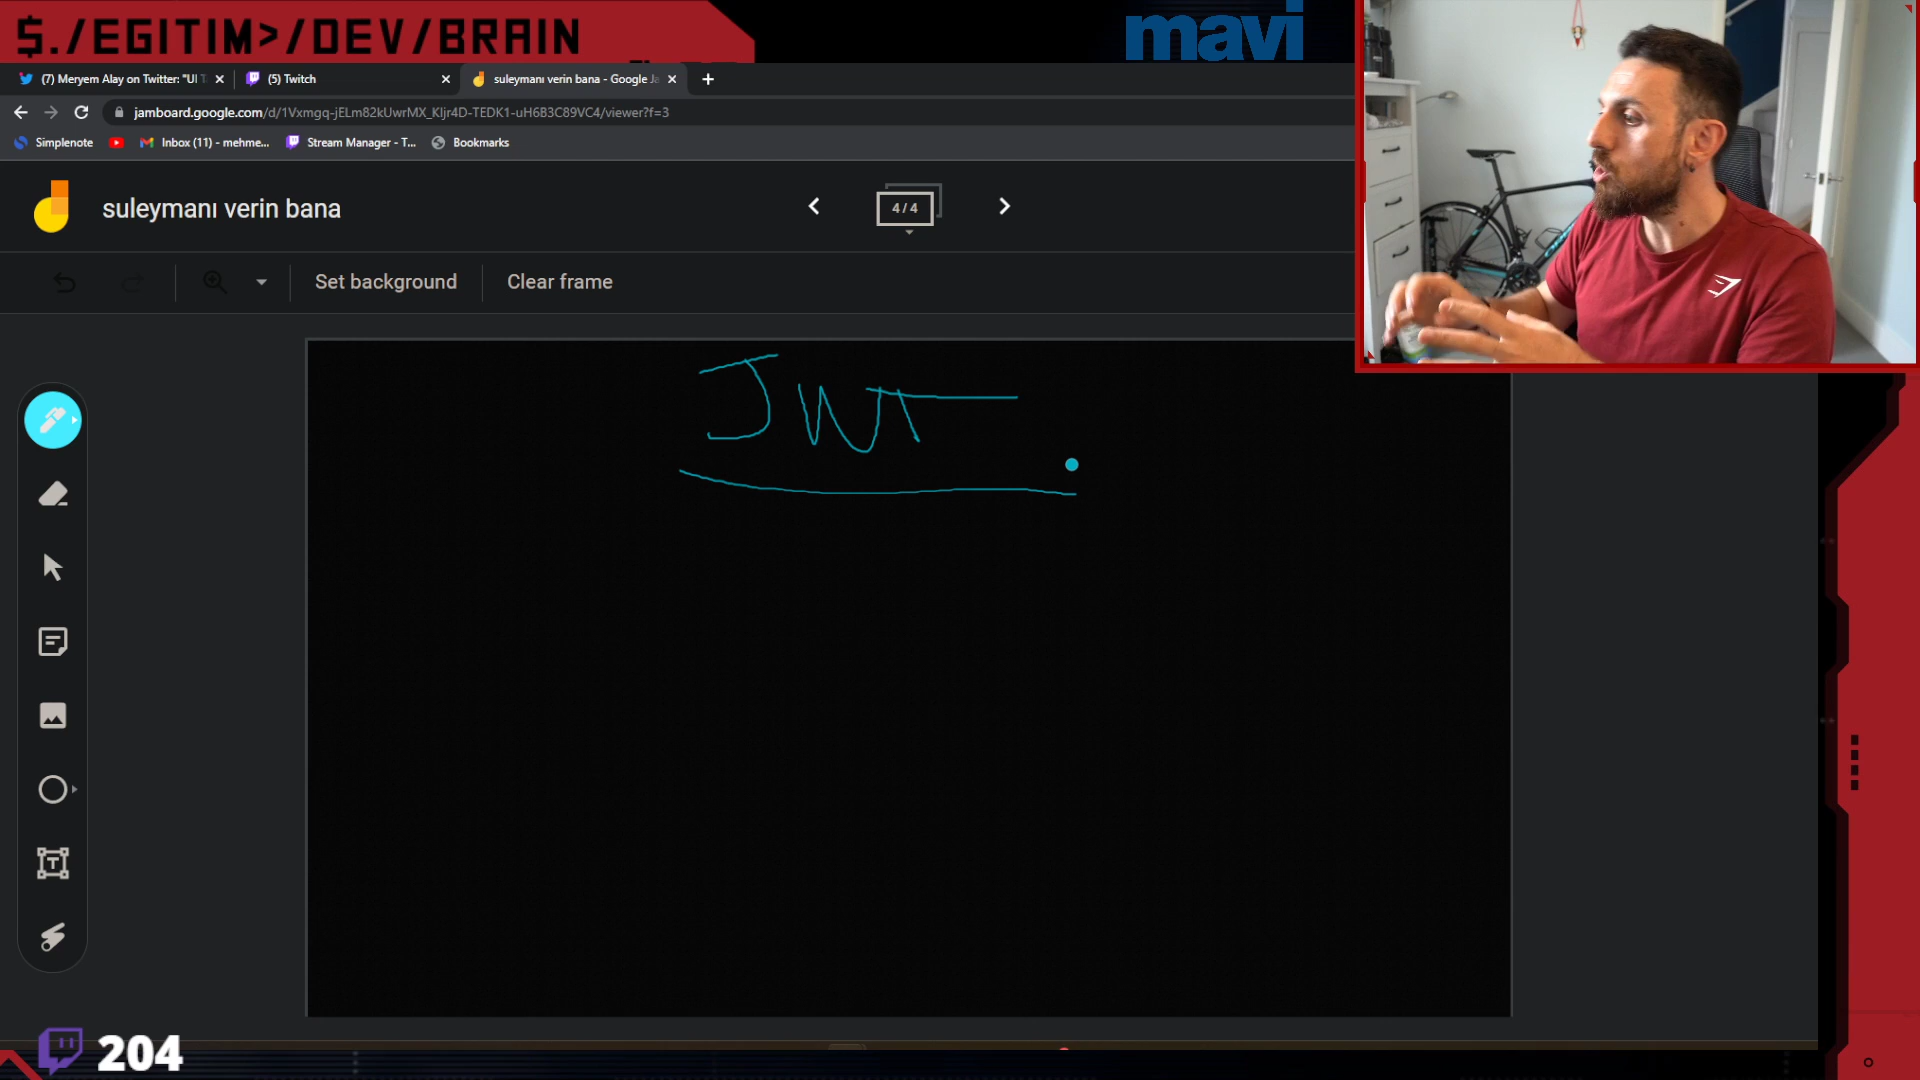 $./EGITIM>/DEV/BRAIN
mavi
(7) Meryem Alay on Twitter: "UI T
(5) Twitch
suleymanı verin bana - Google Ja
jamboard.google.com/d/1Vxmgq-jELm82kUwrMX_KIjr4D-TEDK1-uH6B3C89VC4/viewer?f=3
Simplenote
Inbox (11) - mehme...
Stream Manager - T...
Bookmarks
suleymanı verin bana
4 / 4
Set background
Clear frame
JWT
204